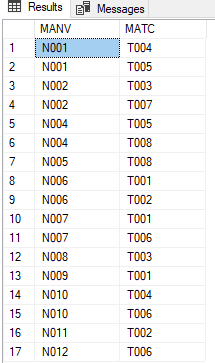 Results Messages
MANV MATC
1 N001 T004
2 N001 T005
3 N002 T003
4 N002 T007
5 N004 T005
6 N004 T008
7 N005 T008
8 N006 T001
9 N006 T002
10 N007 T001
11 N007 T006
12 N008 T003
13 N009 T001
14 N010 T004
15 N010 T006
16 N011 T002
17 N012 T006